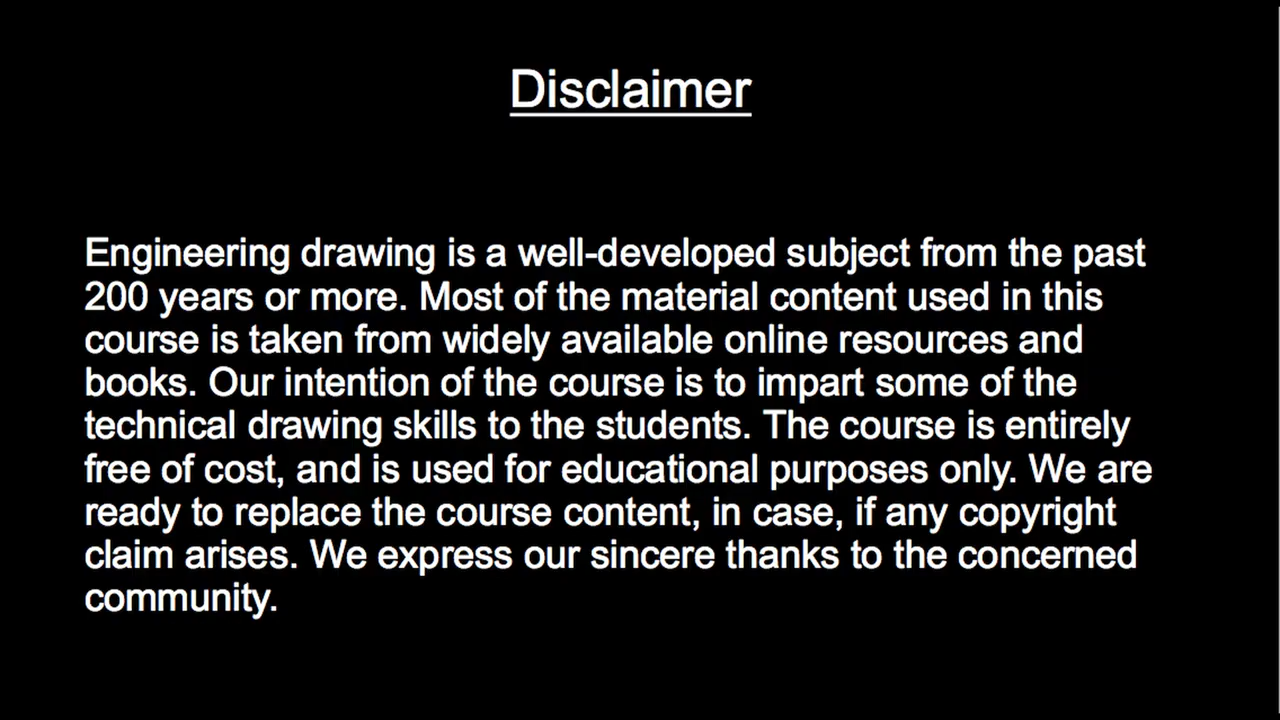 Disclaimer
Engineering drawing is a well-developed subject from the past
200 years or more. Most of the material content used in this
course is taken from widely available online resources and
books. Our intention of the course is to impart some of the
technical drawing skills to the students. The course is entirely
free of cost, and is used for educational purposes only. We are
ready to replace the course content, in case, if any copyright
claim arises. We express our sincere thanks to the concerned
community.